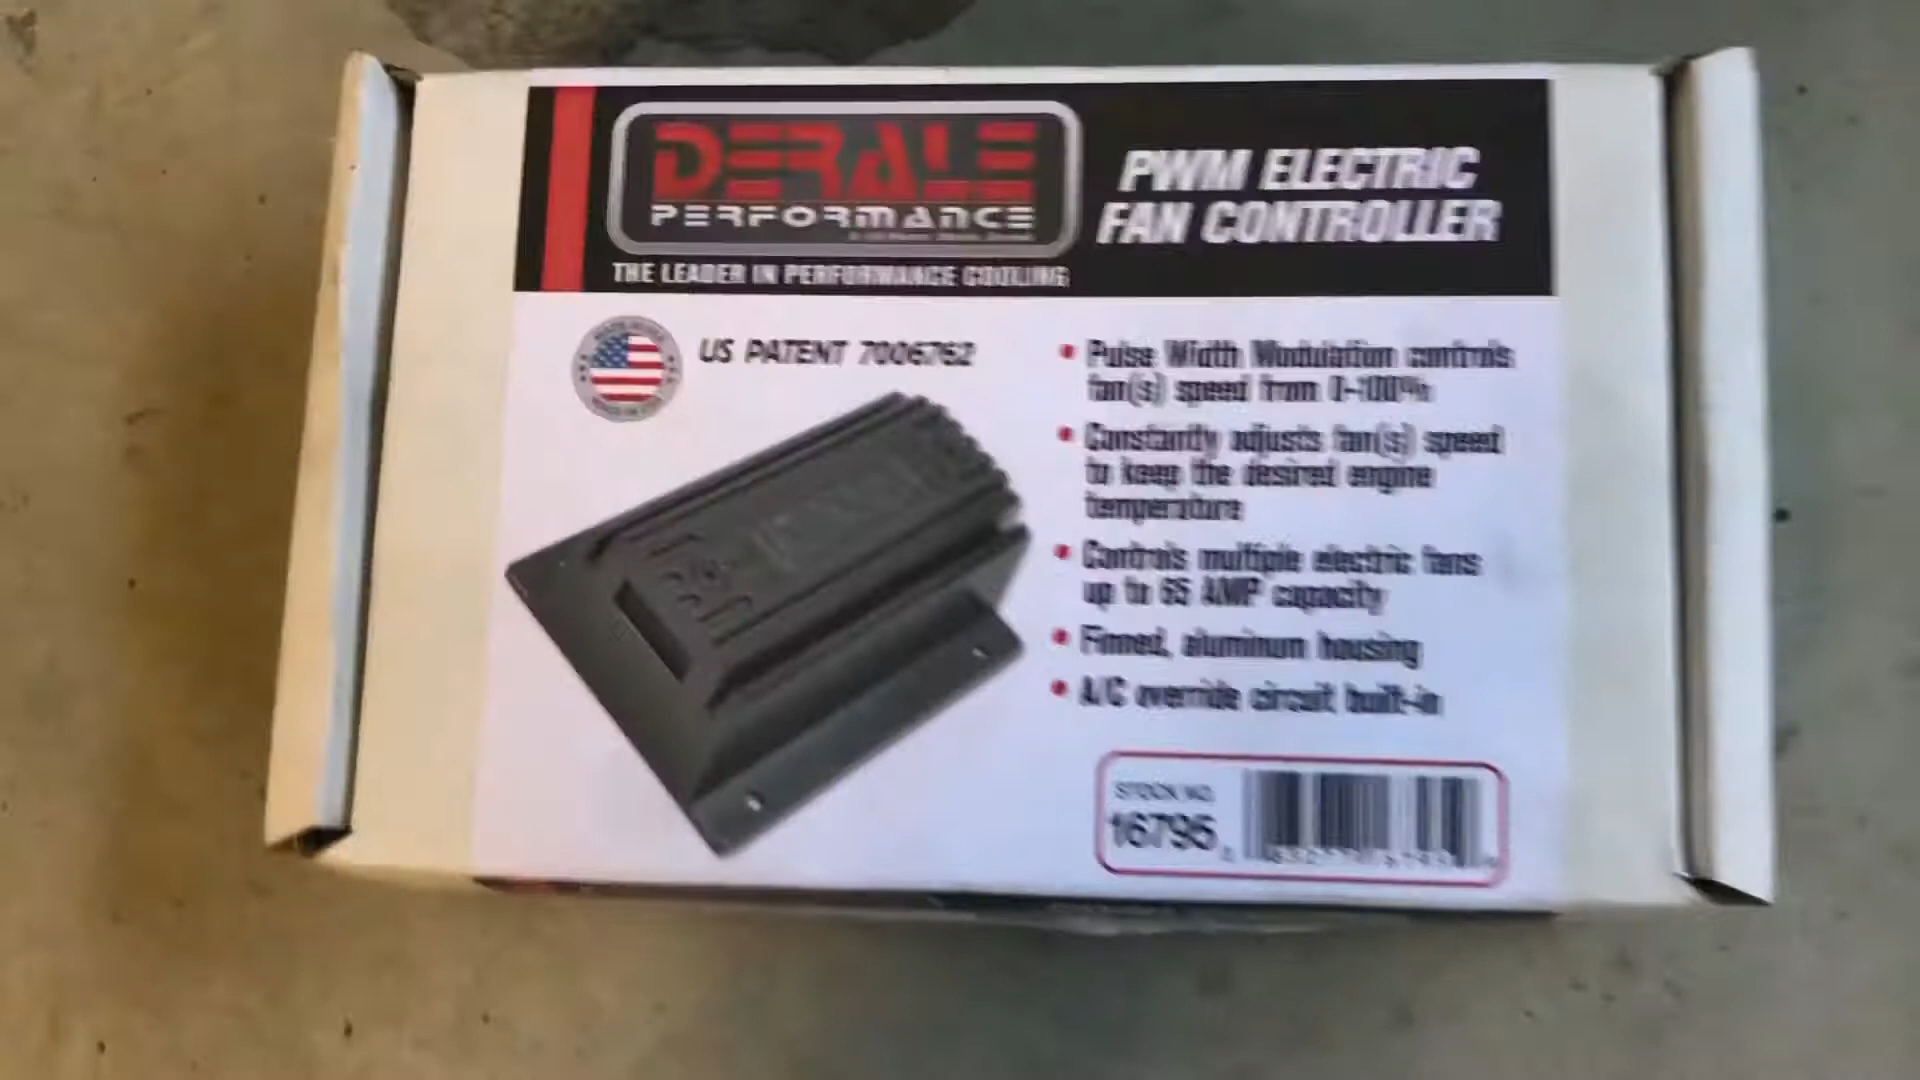 DERALE
PERFORMANCE
THE LEADER IN PERFORMANCE COOLING
PWM ELECTRIC
FAN CONTROLLER
US PATENT 7006762
• Pulse Width Modulation controls
fan(s) speed from 0-100%
• Constantly adjusts fan(s) speed
to keep the desired engine
temperature
• Controls multiple electric fans
up to 65 AMP capacity
• Finned, aluminum housing
• A/C override circuit built-in
STOCK NO.
16795